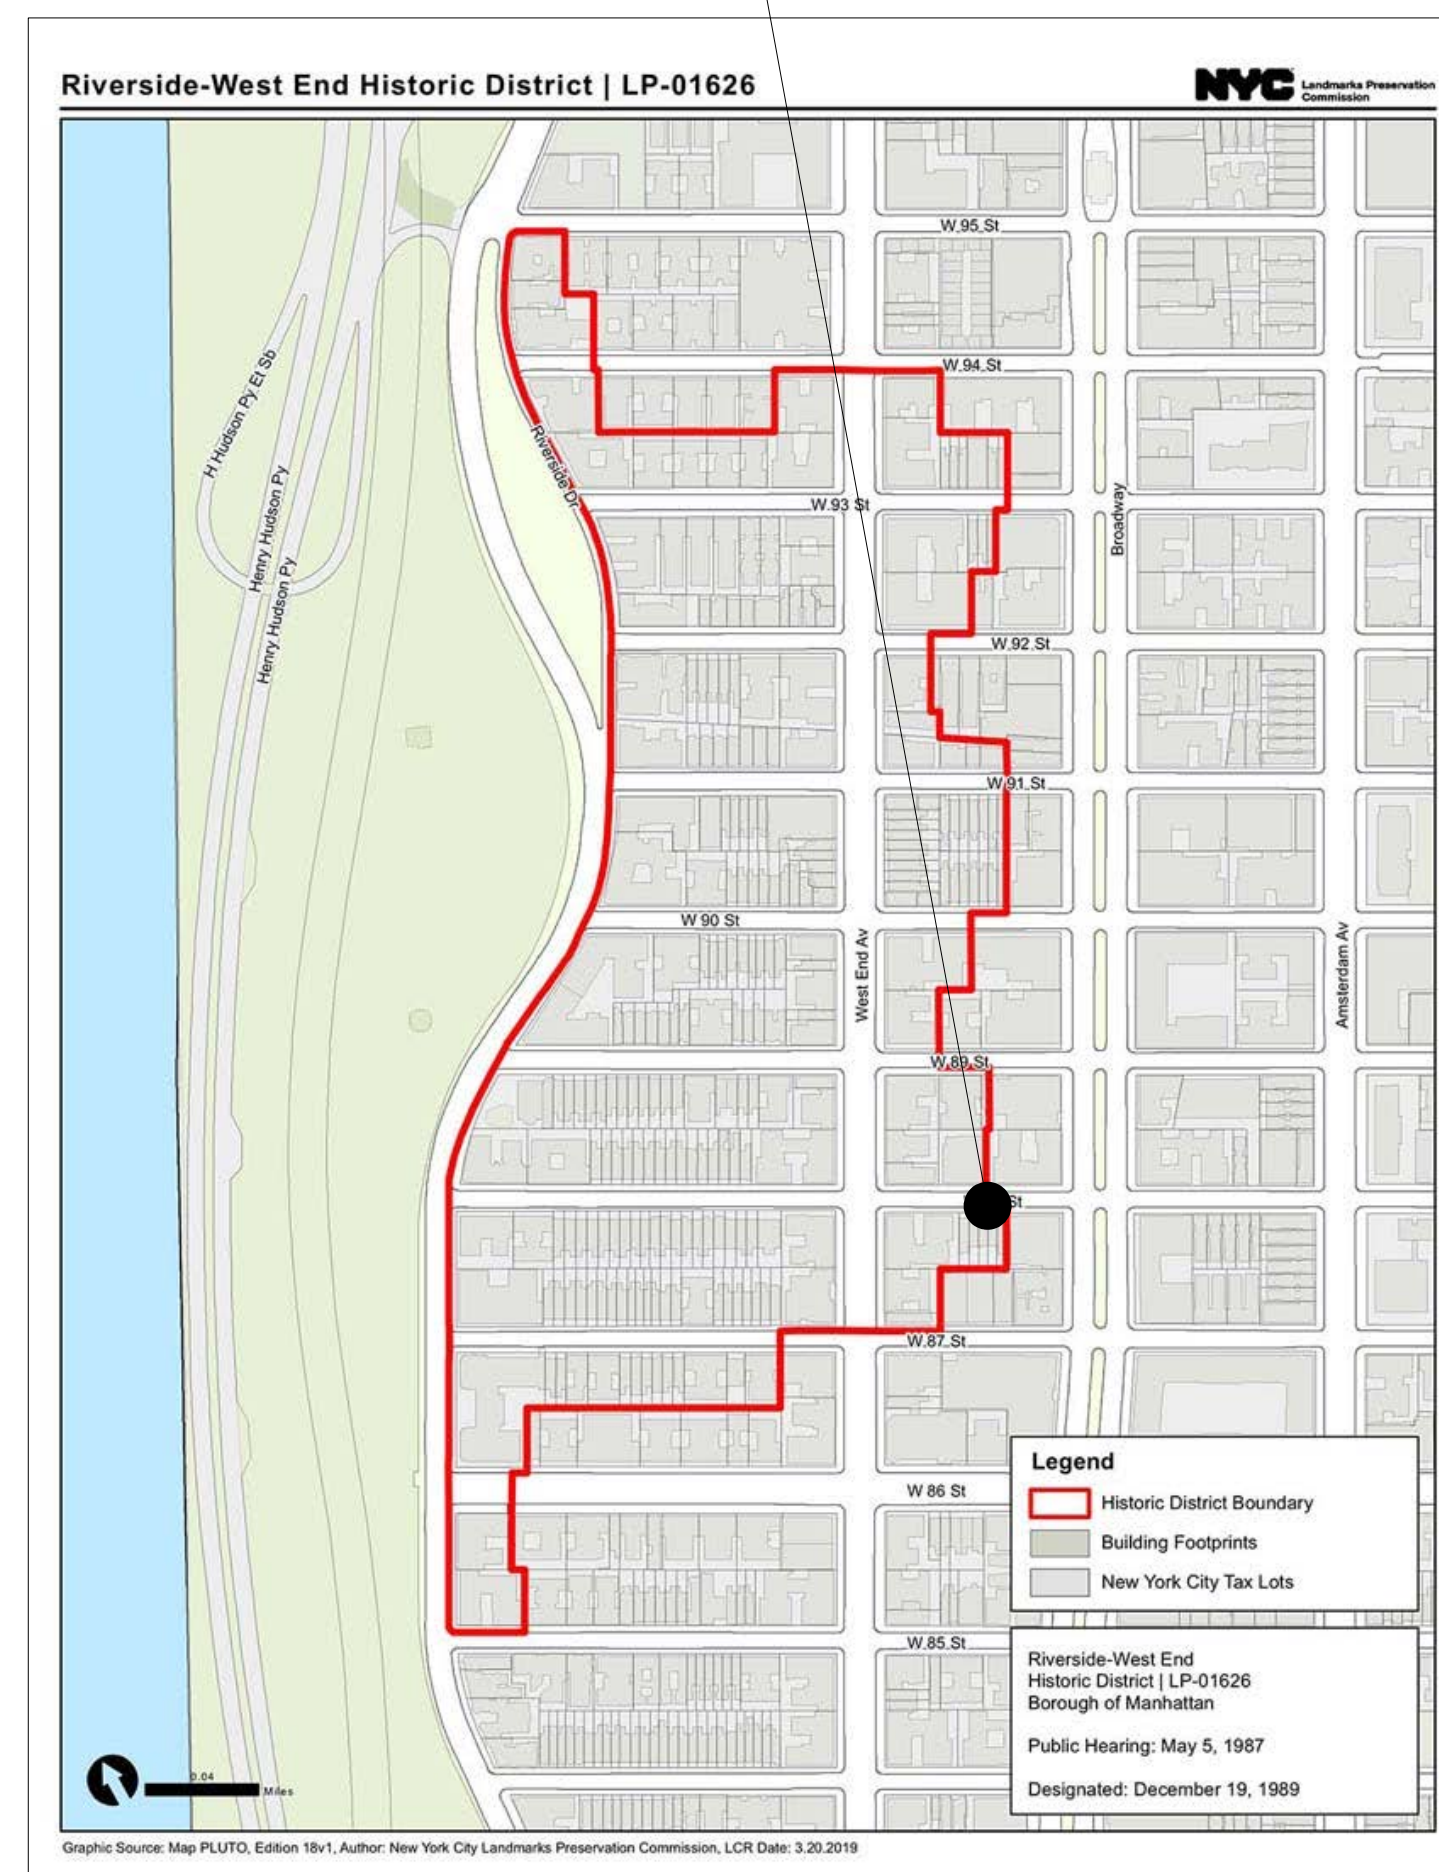 Riverside-West End Historic District | LP-01626
NYC Landmarks Preservation
Commission
W 95 St
W 94 St
H Hudson Py Et Sb
Riverside Dr
Henry Hudson Py
Henry Hudson Py
W 93 St
Broadway
W 92 St
W 91 St
W 90 St
West End Av
Amsterdam Av
W 89 St
St
W 87 St
W 86 St
W 85 St
Legend
Historic District Boundary
Building Footprints
New York City Tax Lots
Riverside-West End
Historic District | LP-01626
Borough of Manhattan
Public Hearing: May 5, 1987
Designated: December 19, 1989
0.04
Miles
Graphic Source: Map PLUTO, Edition 18v1, Author: New York City Landmarks Preservation Commission, LCR Date: 3.20.2019